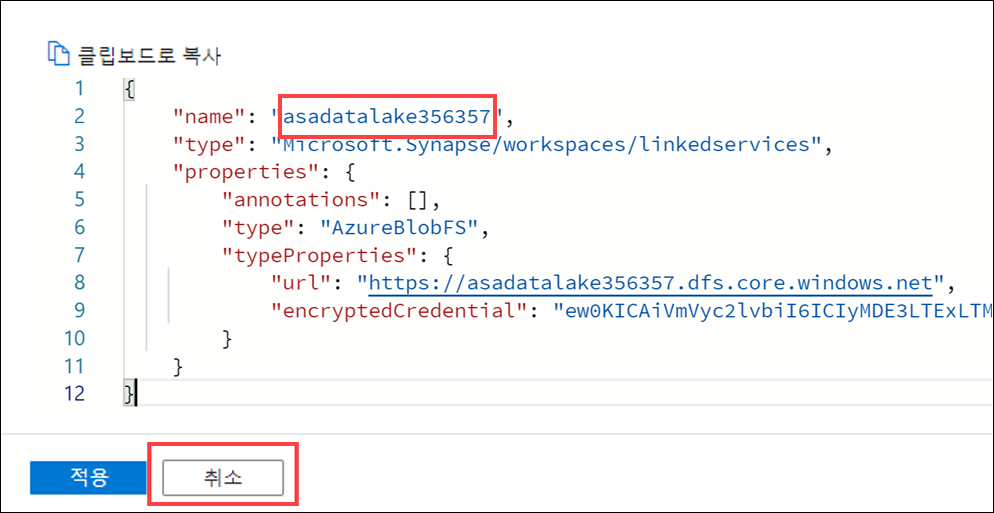 클립보드로 복사
1 {
2 "name": "asadatalake356357",
3 "type": "Microsoft.Synapse/workspaces/linkedservices",
4 "properties": {
5 "annotations": [],
6 "type": "AzureBlobFS",
7 "typeProperties": {
8 "url": "https://asadatalake356357.dfs.core.windows.net",
9 "encryptedCredential": "ew0KICAiVmVyc2lvbiI6ICIyMDE3LTExLTM
10 }
11 }
12 }
적용 취소